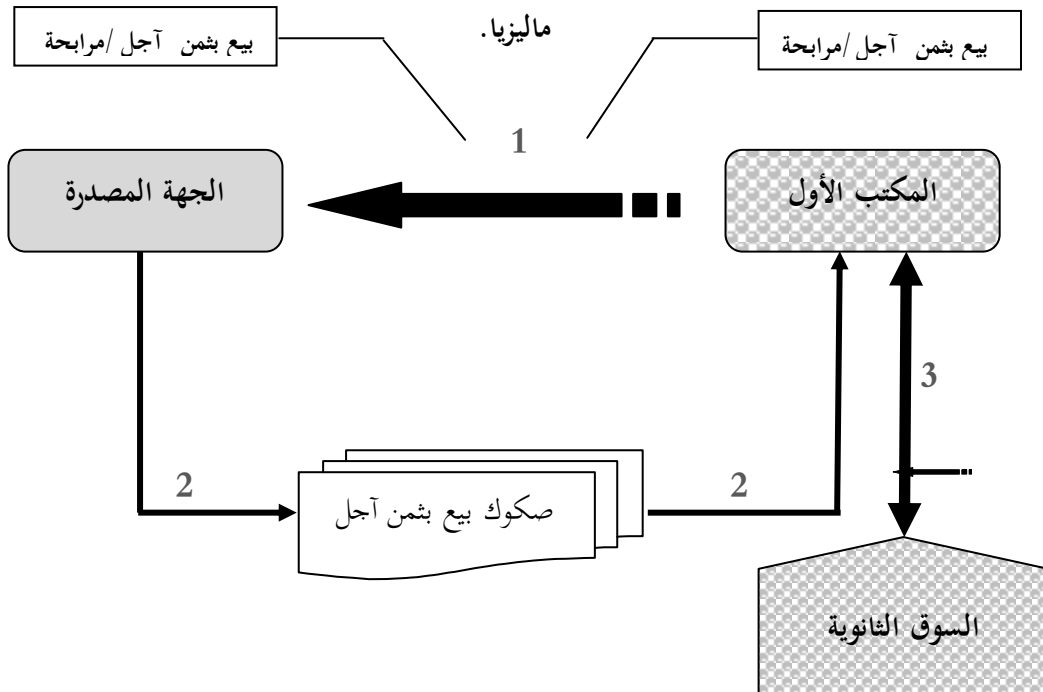 ماليزيا.
بيع بثمن آجل/مرابحة
بيع بثمن آجل/مرابحة
1
المكتب الأول
الجهة المصدرة
3
2
2
صكوك بيع بثمن آجل
السوق الثانوية